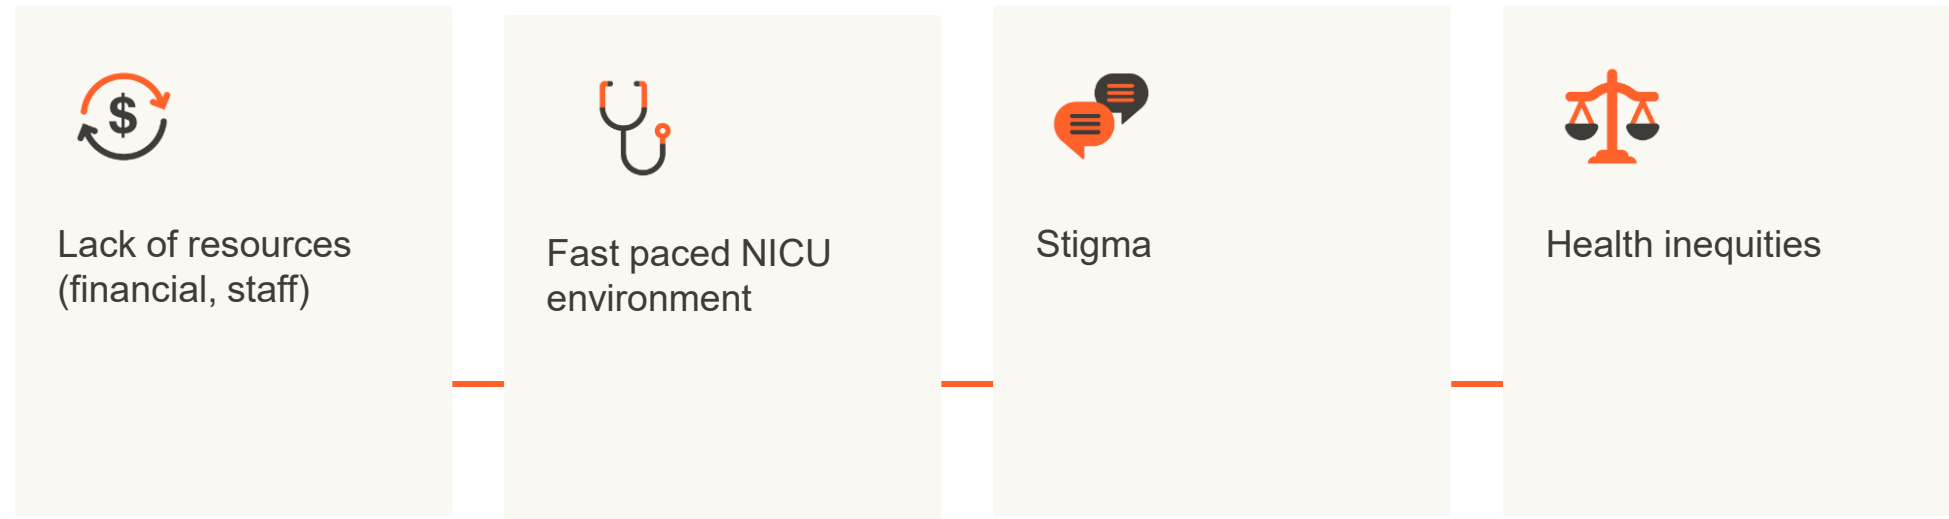 $
Lack of resources
(financial, staff)
Fast paced NICU
environment
Stigma
Health inequities